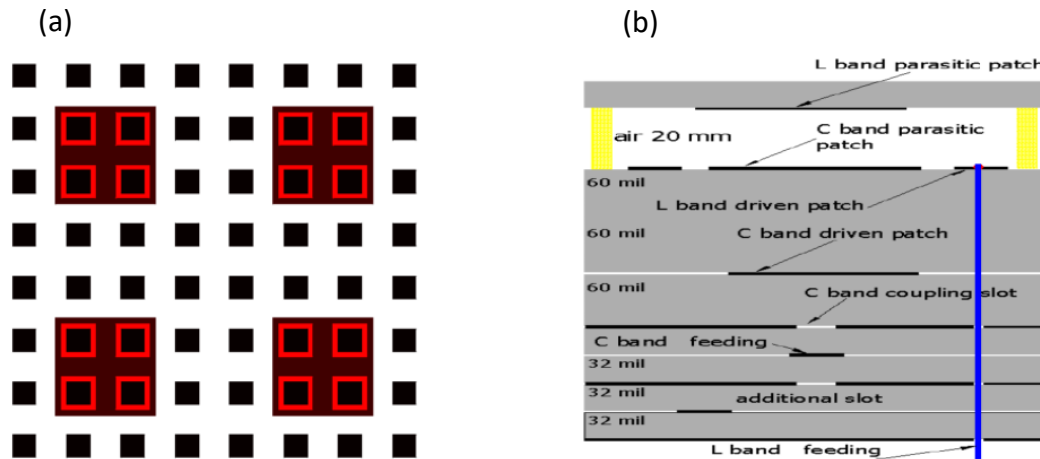 (a)
(b)
L band parasitic patch
air 20 mm
C band parasitic
patch
60 mil
L band driven patch
60 mil
C band driven patch
60 mil
C band coupling slot
C band feeding
32 mil
32 mil
additional slot
32 mil
L band feeding